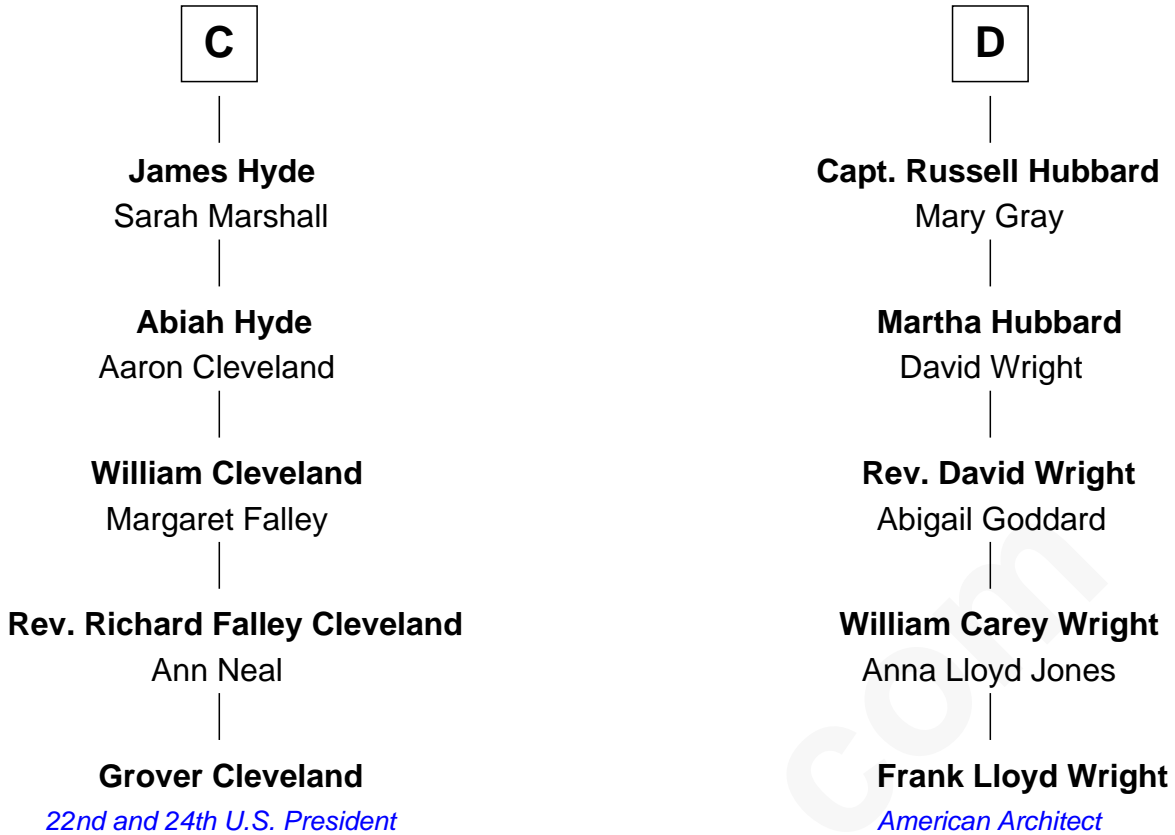 C
James Hyde
Sarah Marshall
Abiah Hyde
Aaron Cleveland
William Cleveland
Margaret Falley
Rev. Richard Falley Cleveland
Ann Neal
Grover Cleveland
22nd and 24th U.S. President
D
Capt. Russell Hubbard
Mary Gray
Martha Hubbard
David Wright
Rev. David Wright
Abigail Goddard
William Carey Wright
Anna Lloyd Jones
Frank Lloyd Wright
American Architect
com